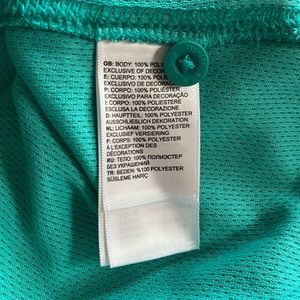 GB: BODY: 100% POLY
EXCLUSIVE OF DECOR
E: CUERPO: 100% POLI
EXCLUSIVO DE DECORAC
P: CORPO: 100% POLIÉSTER
EXCLUSIVO PARA DECORAÇÃO
I: CORPO: 100% POLIESTERE
ESCLUSA LA DECORAZIONE
D: HAUPTTEIL: 100% POLYESTER
AUSSCHLIEBLICH DEKORATION
NL: LICHAAM: 100% POLYESTER
EXCLUSIEF VERSIERING
F: CORPS: 100% POLYESTER
À L'EXCEPTION DES
DÉCORATIONS
RU: ТЕЛО: 100% ПОЛИЭСТЕР
БЕЗ УКРАШЕНИЙ
TR: BEDEN: %100 POLYESTER
SÜSLEME HARİÇ